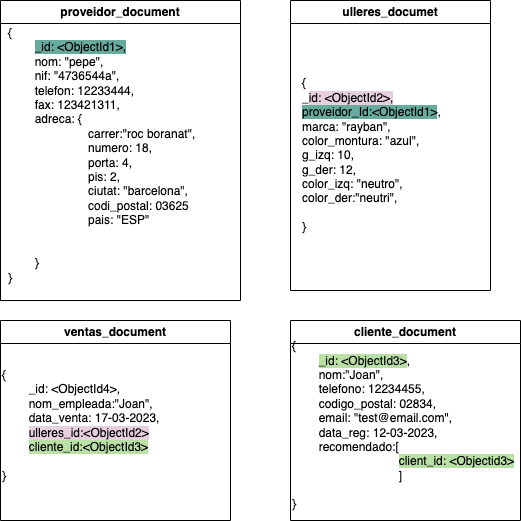 proveidor_document
{
_id: <ObjectId1>,
nom: "pepe",
nif: "4736544a",
telefon: 12233444,
fax: 123421311,
adreca: {
carrer:"roc boranat",
numero: 18,
porta: 4,
pis: 2,
ciutat: "barcelona",
codi_postal: 03625
pais: "ESP"
}
}
ulleres_documet
{
_id: <ObjectId2>,
proveidor_Id:<ObjectId1>,
marca: "rayban",
color_montura: "azul",
g_izq: 10,
g_der: 12,
color_izq: "neutro",
color_der:"neutri",
}
ventas_document
{
_id: <ObjectId4>,
nom_empleada:"Joan",
data_venta: 17-03-2023,
ulleres_id:<ObjectId2>
cliente_id:<ObjectId3>
}
cliente_document
{
_id: <ObjectId3>,
nom:"Joan",
telefono: 12234455,
codigo_postal: 02834,
email: "test@email.com",
data_reg: 12-03-2023,
recomendado:[
client_id: <Objectid3>
]
}